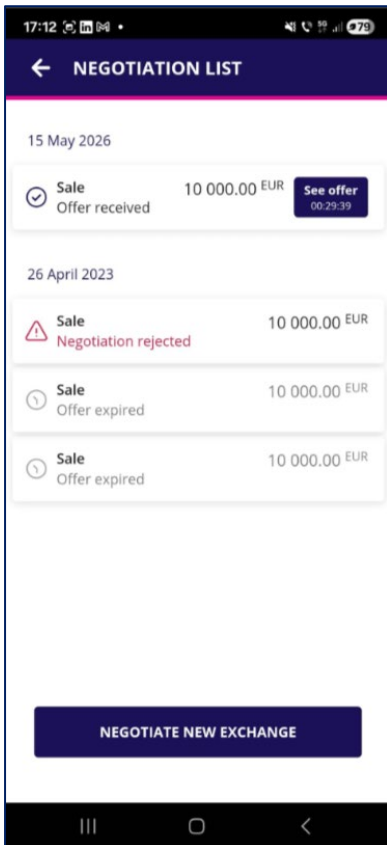 17:12 in M •
5G 79
NEGOTIATION LIST
15 May 2026
Sale 10 000.00 EUR See offer
Offer received 00:29:39
26 April 2023
Sale 10 000.00 EUR
Negotiation rejected
Sale 10 000.00 EUR
Offer expired
Sale 10 000.00 EUR
Offer expired
NEGOTIATE NEW EXCHANGE